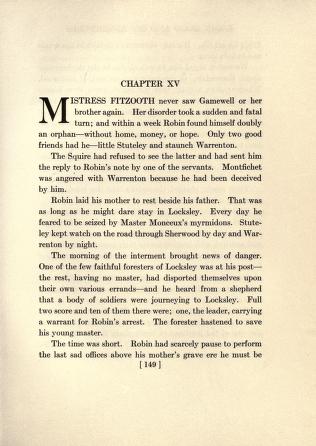 CHAPTER XV
MISTRESS FITZOOTH never saw Gamewell or her
brother again. Her disorder took a sudden and fatal
turn; and within a week Robin found himself doubly
an orphan—without home, money, or hope. Only two good
friends had he—little Stuteley and staunch Warrenton.
The Squire had refused to see the latter and had sent him
the reply to Robin's note by one of the servants. Montfichet
was angered with Warrenton because he had been deceived
by him.
Robin laid his mother to rest beside his father. That was
as long as he might dare stay in Locksley. Every day he
feared to be seized by Master Monceux's myrmidons. Stute-
ley kept watch on the road through Sherwood by day and War-
renton by night.
The morning of the interment brought news of danger.
One of the few faithful foresters of Locksley was at his post—
the rest, having no master, had disported themselves upon
their own various errands—and he heard from a shepherd
that a body of soldiers were journeying to Locksley. Full
two score and ten of them there were; one, the leader, carrying
a warrant for Robin's arrest. The forester hastened to save
his young master.
The time was short. Robin had scarcely pause to perform
the last sad offices above his mother's grave ere he must be
[ 149 ]